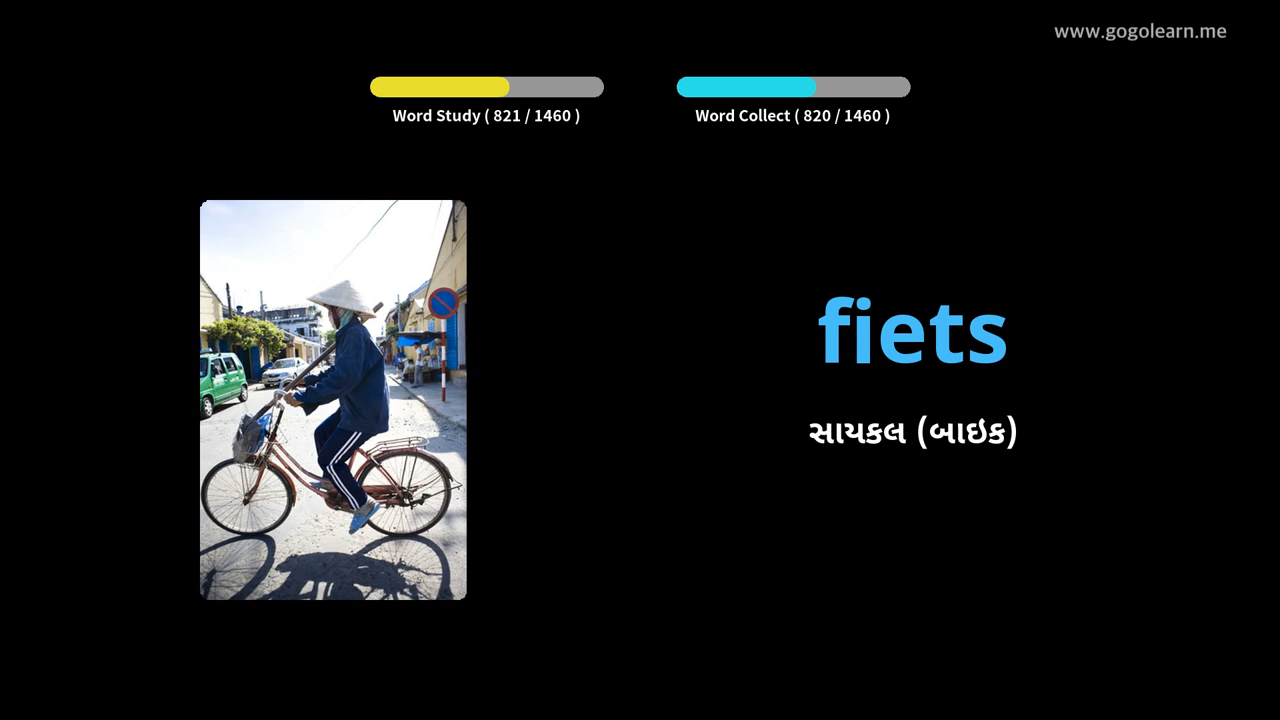 www.gogolearn.me
Word Study ( 821 / 1460 )
Word Collect ( 820 / 1460 )
fiets
સાયકલ (બાઇક)